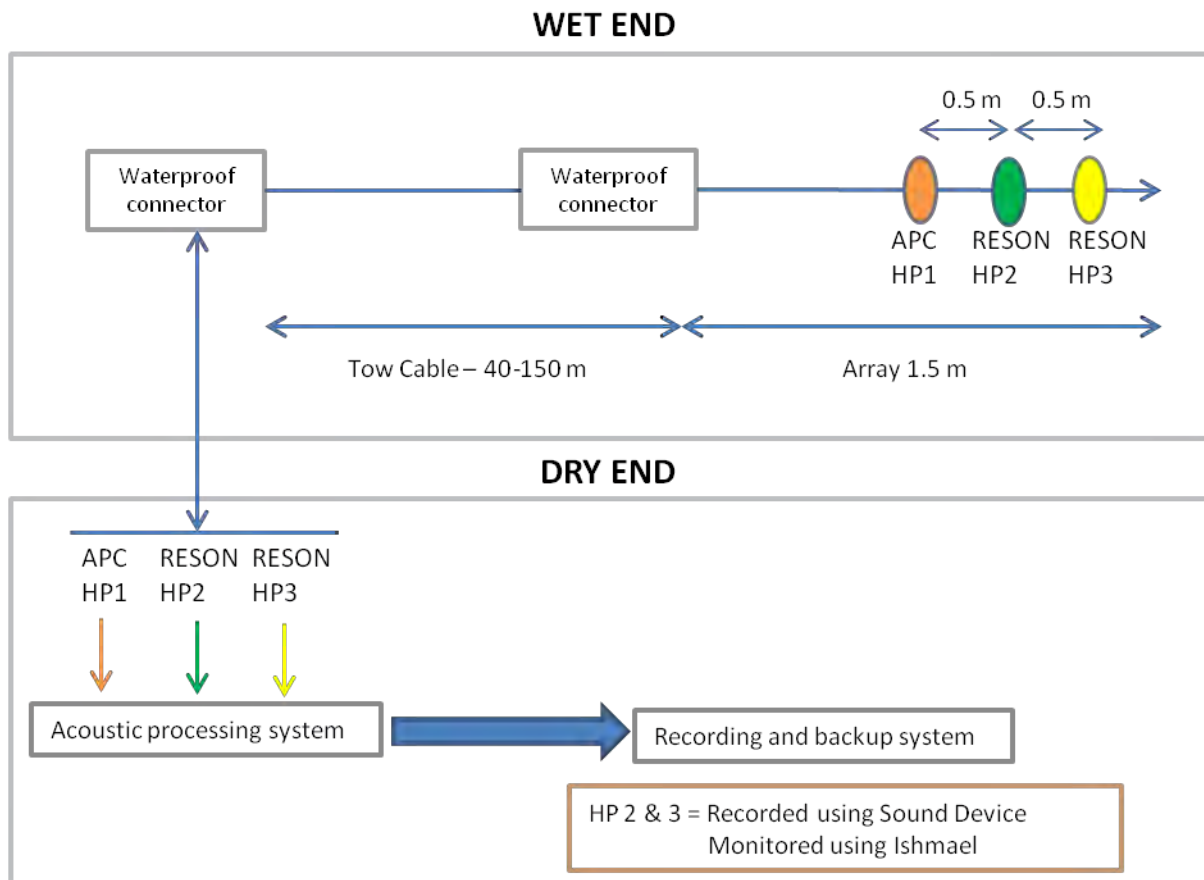 WET END
0.5 m 0.5 m
Waterproof
connector
Waterproof
connector
APC RESON RESON
HP1 HP2 HP3
Tow Cable – 40-150 m
Array 1.5 m
DRY END
APC RESON RESON
HP1 HP2 HP3
Acoustic processing system
Recording and backup system
HP 2 & 3 = Recorded using Sound Device
Monitored using Ishmael